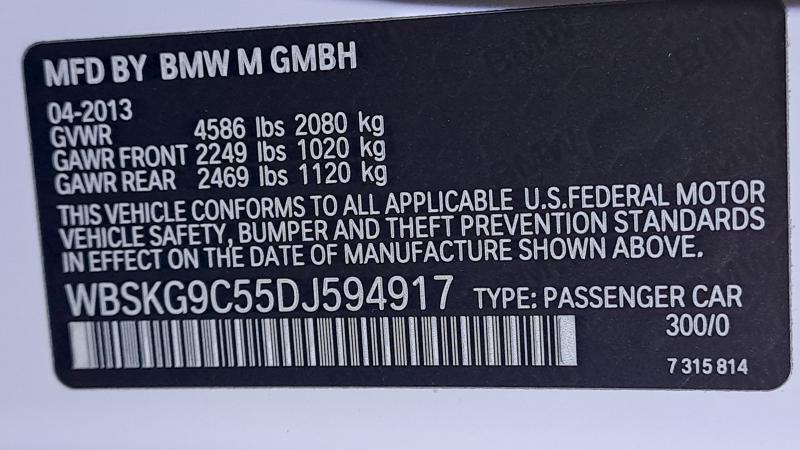 MFD BY BMW M GMBH
04-2013
GVWR 4586 lbs 2080 kg
GAWR FRONT 2249 lbs 1020 kg
GAWR REAR 2469 lbs 1120 kg
THIS VEHICLE CONFORMS TO ALL APPLICABLE U.S.FEDERAL MOTOR
VEHICLE SAFETY, BUMPER AND THEFT PREVENTION STANDARDS
IN EFFECT ON THE DATE OF MANUFACTURE SHOWN ABOVE.
WBSKG9C55DJ594917 TYPE: PASSENGER CAR
300/0
7 315 814